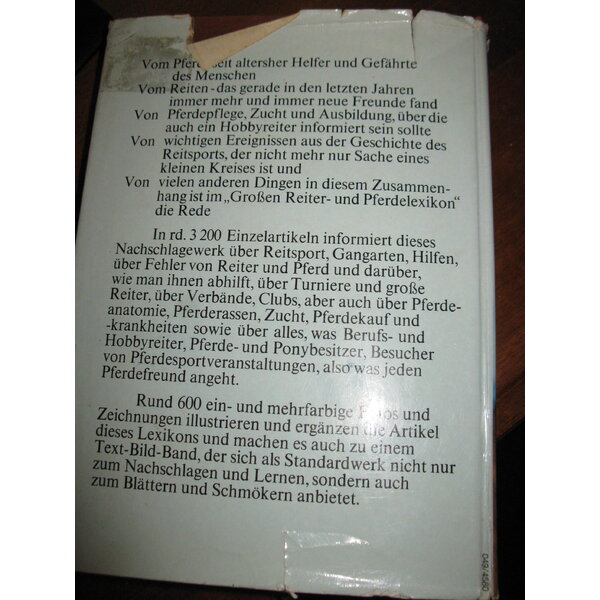 Vom Pferd seit altersher Helfer und Gefährte
des Menschen
Vom Reiten - das gerade in den letzten Jahren
immer mehr und immer neue Freunde fand
Von Pferdepflege, Zucht und Ausbildung, über die
auch ein Hobbyreiter informiert sein sollte
Von wichtigen Ereignissen aus der Geschichte des
Reitsports, der nicht mehr nur Sache eines
kleinen Kreises ist und
Von vielen anderen Dingen in diesem Zusammen-
hang ist im „Großen Reiter- und Pferdelexikon"
die Rede
In rd. 3 200 Einzelartikeln informiert dieses
Nachschlagewerk über Reitsport, Gangarten, Hilfen,
über Fehler von Reiter und Pferd und darüber,
wie man ihnen abhilft, über Turniere und große
Reiter, über Verbände, Clubs, aber auch über Pferde-
anatomie, Pferderassen, Zucht, Pferdekauf und
-krankheiten sowie über alles, was Berufs- und
Hobbyreiter, Pferde- und Ponybesitzer, Besucher
von Pferdesportveranstaltungen, also was jeden
Pferdefreund angeht.
Rund 600 ein- und mehrfarbige Fotos und
Zeichnungen illustrieren und ergänzen die Artikel
dieses Lexikons und machen es auch zu einem
Text-Bild-Band, der sich als Standardwerk nicht nur
zum Nachschlagen und Lernen, sondern auch
zum Blättern und Schmökern anbietet.
049/4580